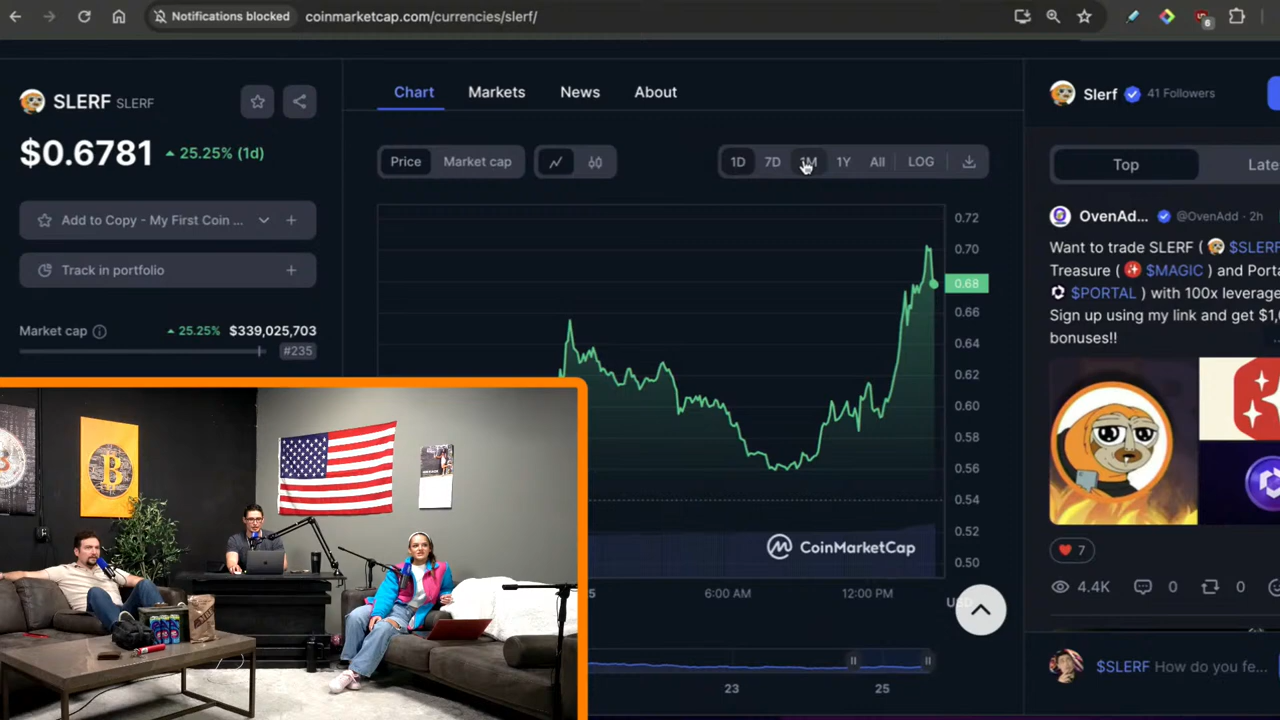 Notifications blocked
coinmarketcap.com/currencies/slerf/
6
SLERF SLERF
$0.6781
25.25% (1d)
Add to Copy - My First Coin ...
Track in portfolio
Market cap
25.25% $339,025,703
#235
Chart
Markets
News
About
Price
Market cap
1D
7D
1M
1Y
All
LOG
0.72
0.70
0.68
0.66
0.64
0.62
0.60
0.58
0.56
0.54
0.52
0.50
CoinMarketCap
5
6:00 AM
12:00 PM
USD
23
25
Slerf
41 Followers
Top
Late
OvenAd... @OvenAdd · 2h
Want to trade SLERF ( $SLERF
Treasure ( $MAGIC ) and Porta
$PORTAL ) with 100x leverage
Sign up using my link and get $1,
bonuses!!
7
4.4K
0
0
$SLERF How do you fe...